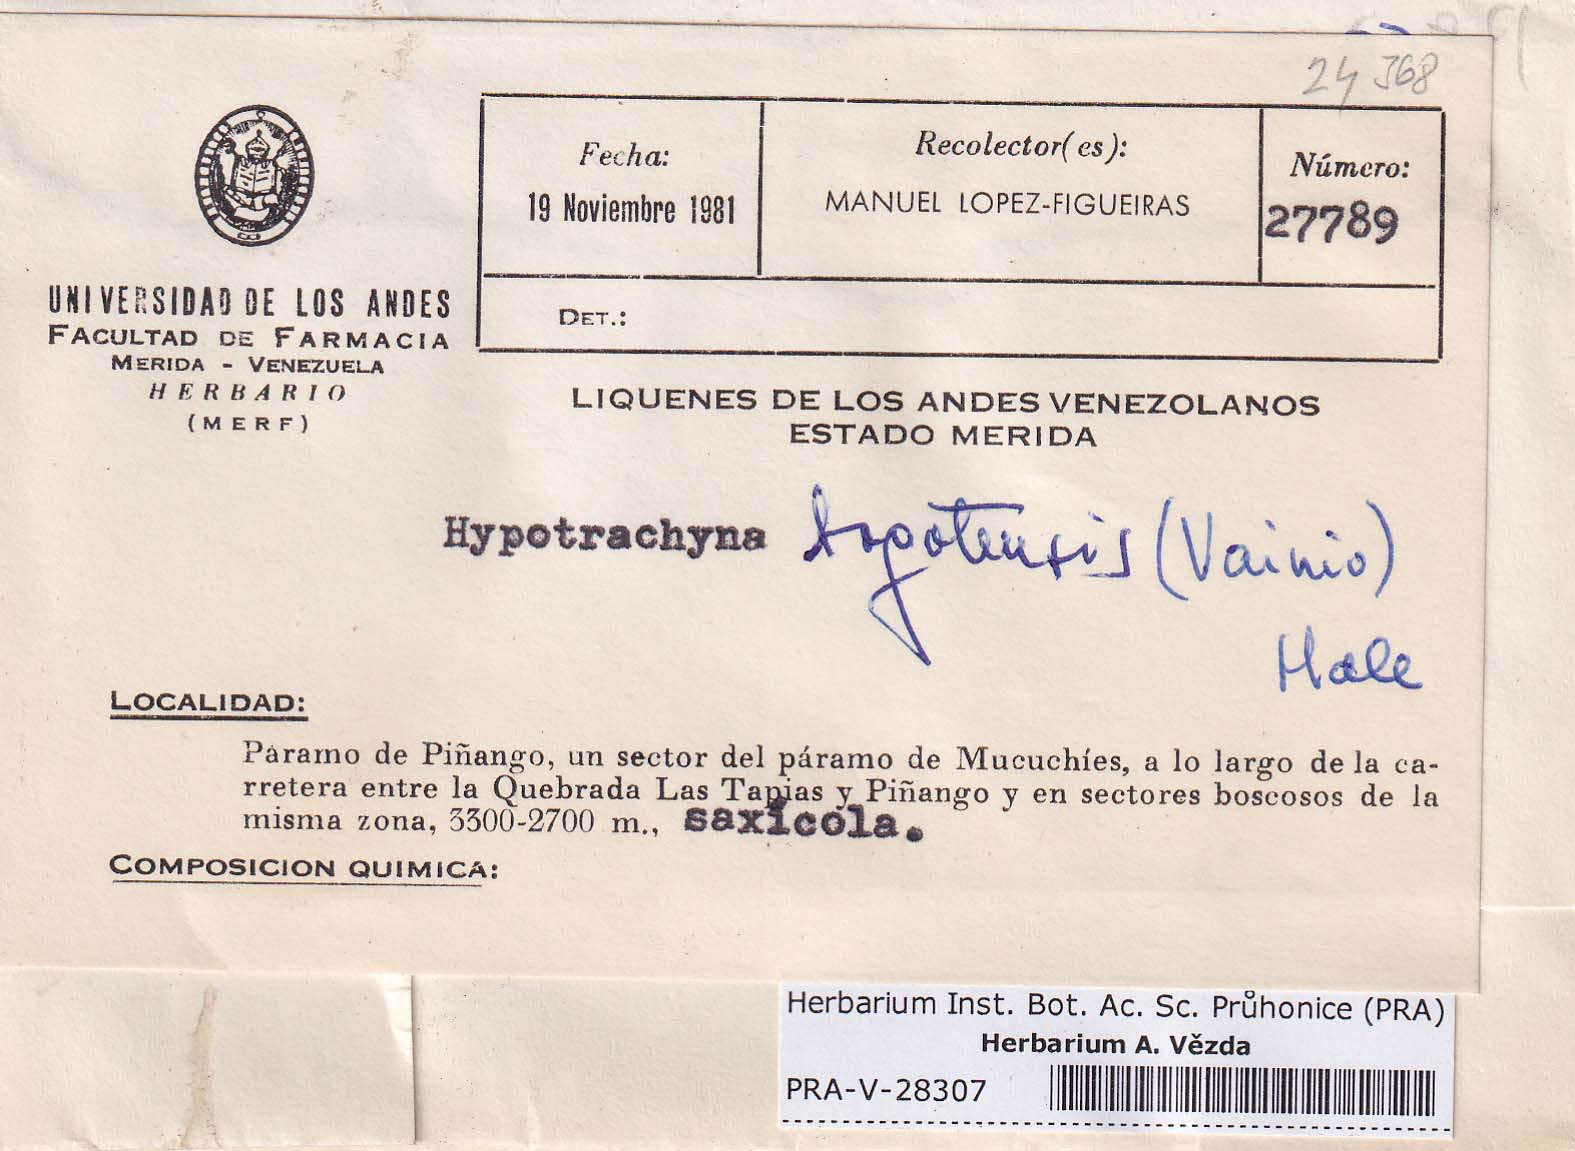 Fecha:
19 Noviembre 1981
Recolector(es):
MANUEL LOPEZ-FIGUEIRAS
Número:
27789
DET.:
UNIVERSIDAD DE LOS ANDES
FACULTAD DE FARMACIA
MERIDA - VENEZUELA
HERBARIO
(MERF)
LIQUENES DE LOS ANDES VENEZOLANOS
ESTADO MERIDA
Hypotrachyna bogotensis (Vainio)
Hale
LOCALIDAD:
Páramo de Piñango, un sector del páramo de Mucuchíes, a lo largo de la ca-
rretera entre la Quebrada Las Tapias y Piñango y en sectores boscosos de la
misma zona, 3300-2700 m., saxicola.
COMPOSICION QUIMICA:
Herbarium Inst. Bot. Ac. Sc. Průhonice (PRA)
Herbarium A. Vězda
PRA-V-28307